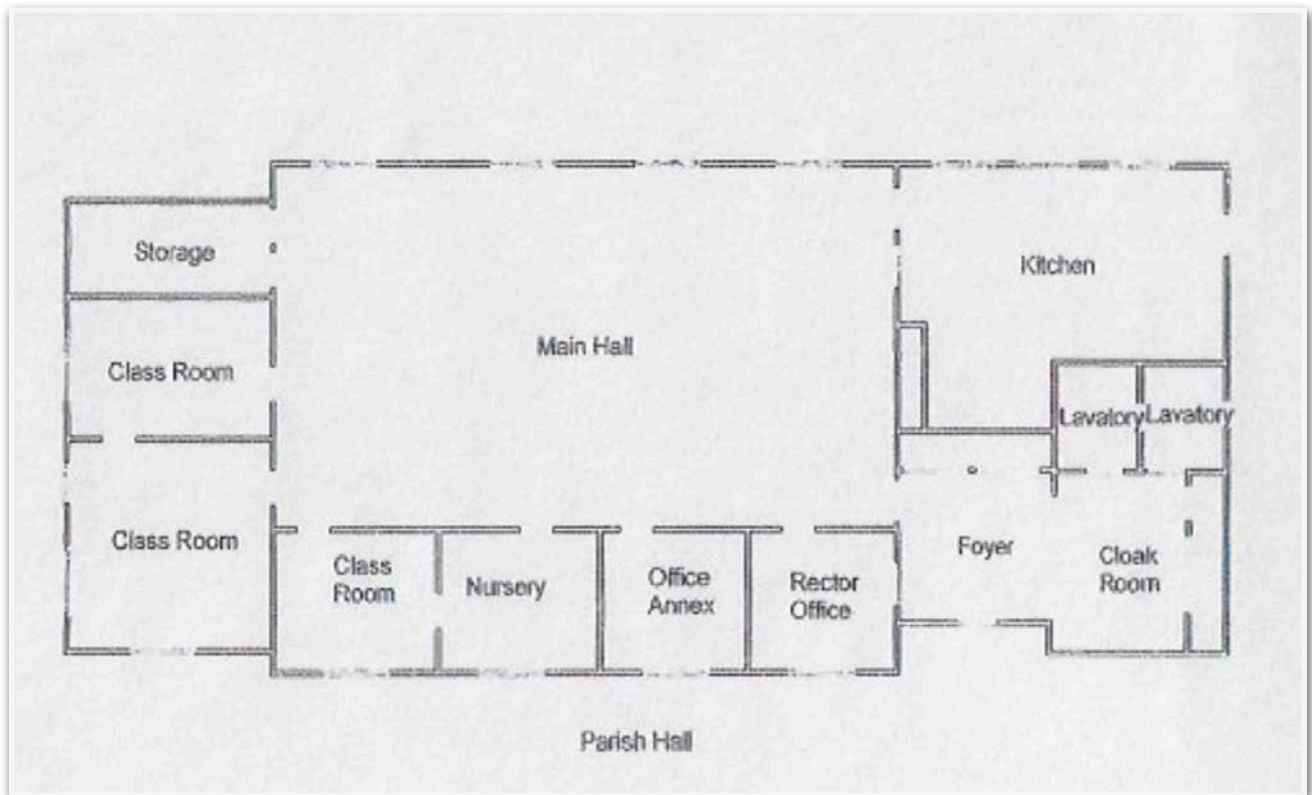 Storage
Kitchen
Main Hall
Class Room
Lavatory
Lavatory
Class Room
Foyer
Cloak
Room
Class
Room
Nursery
Office
Annex
Rector
Office
Parish Hall